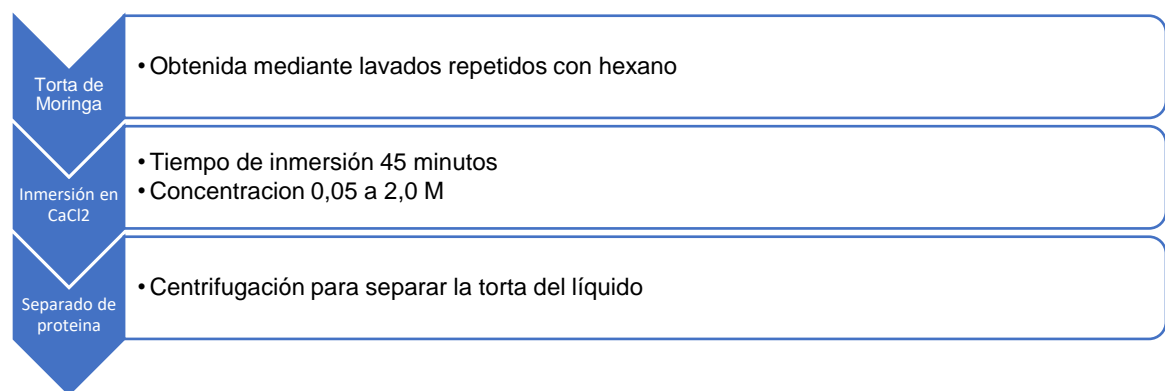 Torta de
Moringa
• Obtenida mediante lavados repetidos con hexano
Inmersión en
CaCl2
• Tiempo de inmersión 45 minutos
• Concentracion 0,05 a 2,0 M
Separado de
proteina
• Centrifugación para separar la torta del líquido